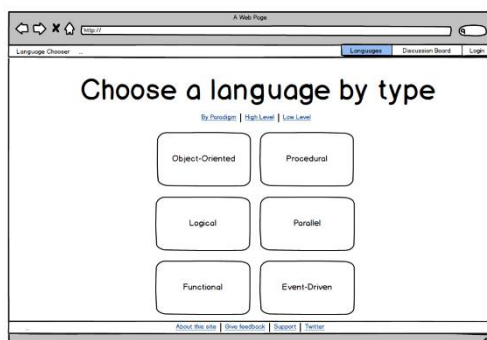 A Web Page
http://
Language Chooser ... Languages Discussion Board Login
Choose a language by type
By Paradigm | High Level | Low Level
Object-Oriented Procedural
Logical Parallel
Functional Event-Driven
... About this site | Give feedback | Support | Twitter